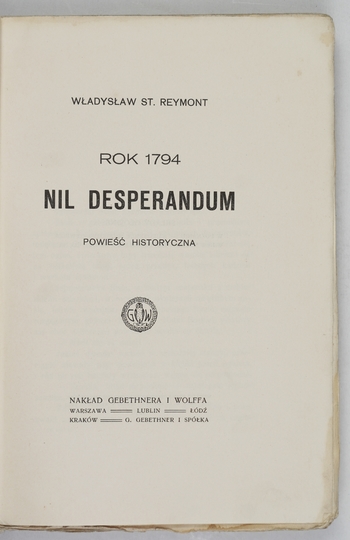 WŁADYSŁAW ST. REYMONT
ROK 1794
NIL DESPERANDUM
POWIEŚĆ HISTORYCZNA
G W
NAKŁAD GEBETHNERA I WOLFFA
WARSZAWA LUBLIN ŁÓDŹ
KRAKÓW G. GEBETHNER I SPÓŁKA